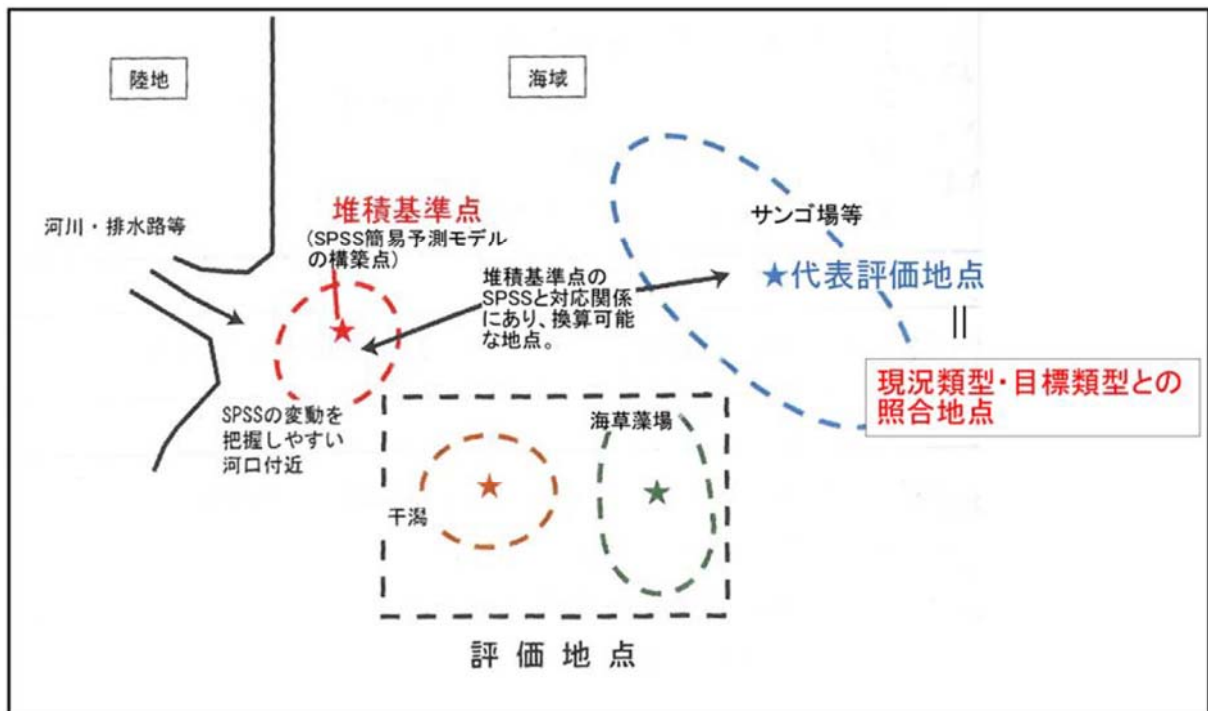 陸地
海域
河川・排水路等
堆積基準点
(SPSS簡易予測モデル
の構築点)
サンゴ場等
堆積基準点の
SPSSと対応関係
にあり、換算可能
な地点。
★代表評価地点
||
現況類型・目標類型との
照合地点
SPSSの変動を
把握しやすい
河口付近
海草藻場
干潟
評価地点